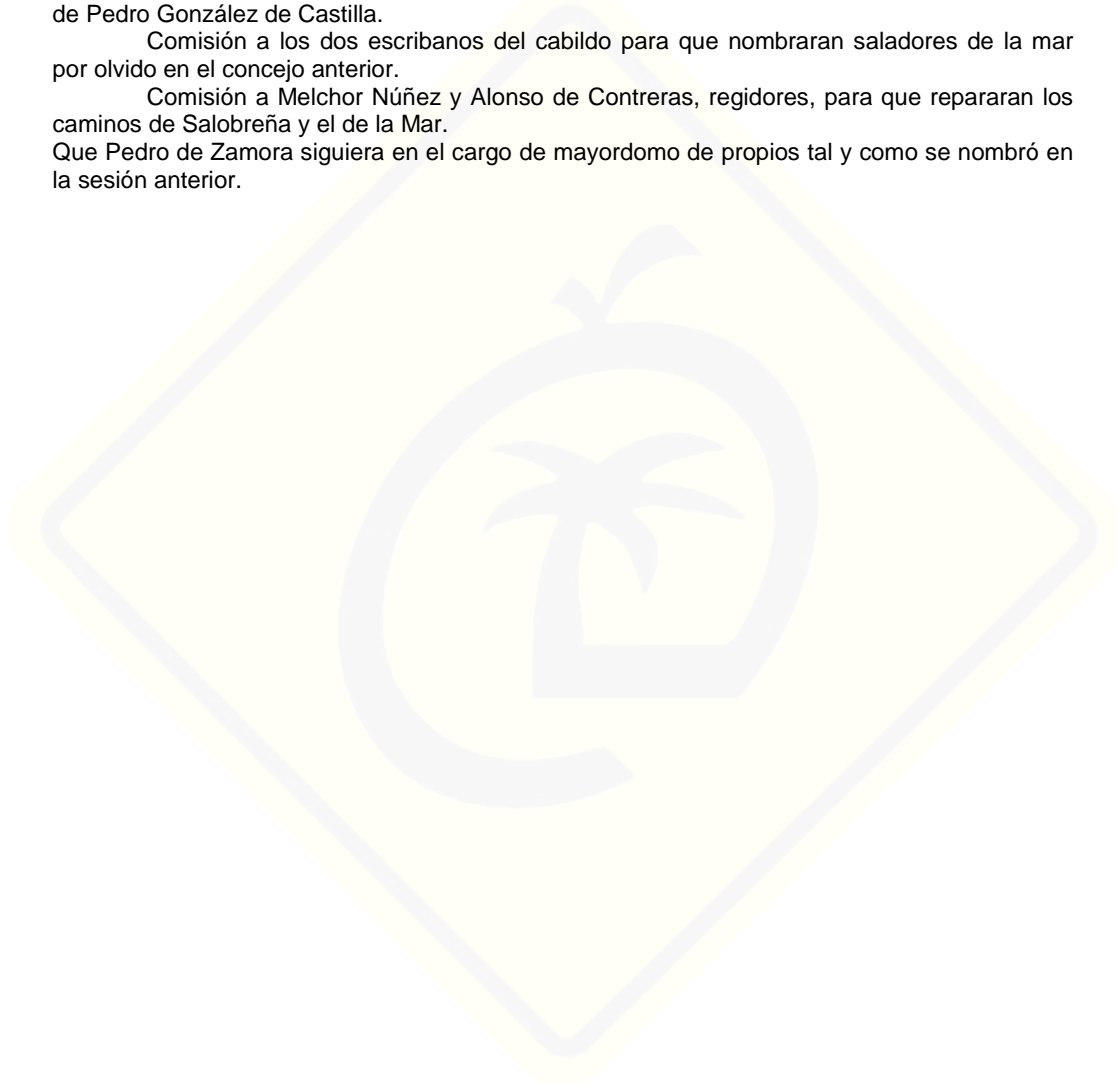 de Pedro González de Castilla.
Comisión a los dos escribanos del cabildo para que nombraran saladores de la mar
por olvido en el concejo anterior.
Comisión a Melchor Núñez y Alonso de Contreras, regidores, para que repararan los
caminos de Salobreña y el de la Mar.
Que Pedro de Zamora siguiera en el cargo de mayordomo de propios tal y como se nombró en
la sesión anterior.